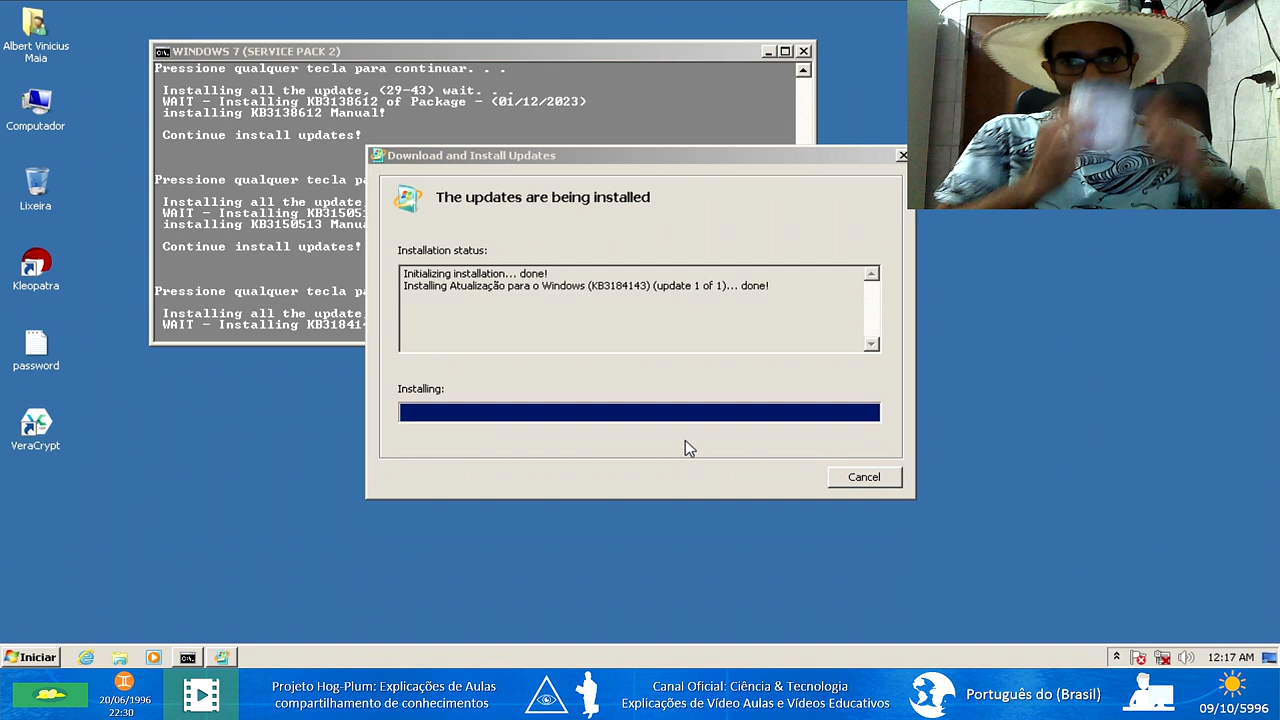 Albert Vinicius
Maia
Computador
Lixeira
Kleopatra
password
VeraCrypt
WINDOWS 7 (SERVICE PACK 2)
Pressione qualquer tecla para continuar. . .
Installing all the update, (29-43) wait. . .
WAIT - Installing KB3138612 of Package - (01/12/2023)
installing KB3138612 Manual!
Continue install updates!
Pressione qualquer tecla pa
Installing all the update
WAIT - Installing KB315051
installing KB3150513 Manua
Continue install updates!
Pressione qualquer tecla pa
Installing all the update
WAIT - Installing KB318414
Download and Install Updates
The updates are being installed
Installation status:
Initializing installation... done!
Installing Atualização para o Windows (KB3184143) (update 1 of 1)... done!
Installing:
Cancel
Iniciar
12:17 AM
20/06/1996
22:30
Projeto Hog-Plum: Explicações de Aulas
compartilhamento de conhecimentos
Canal Oficial: Ciência & Tecnologia
Explicações de Vídeo Aulas e Vídeos Educativos
Português do (Brasil)
09/10/5996